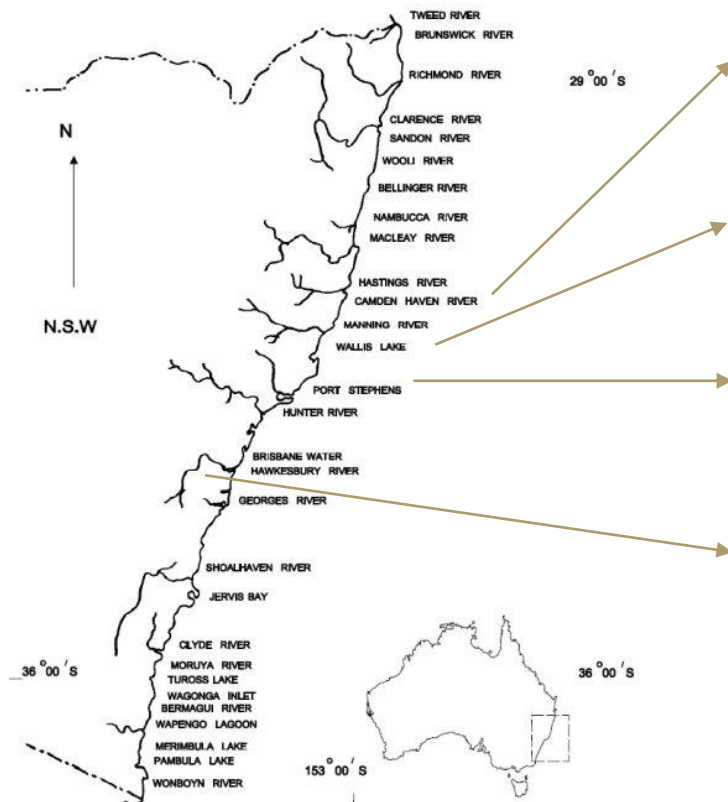 TWEED RIVER
BRUNSWICK RIVER
RICHMOND RIVER
29°00'S
CLARENCE RIVER
SANDON RIVER
N
WOOLI RIVER
BELLINGER RIVER
NAMBUCCA RIVER
MACLEAY RIVER
HASTINGS RIVER
CAMDEN HAVEN RIVER
N.S.W
MANNING RIVER
WALLIS LAKE
PORT STEPHENS
HUNTER RIVER
BRISBANE WATER
HAWKESBURY RIVER
GEORGES RIVER
SHOALHAVEN RIVER
JERVIS BAY
CLYDE RIVER
MORUYA RIVER
36°00'S
36°00'S
TUROSS LAKE
WAGONGA INLET
BERMAGUI RIVER
WAPENGO LAGOON
MERIMBULA LAKE
PAMBULA LAKE
153°00'S
WONBOYN RIVER